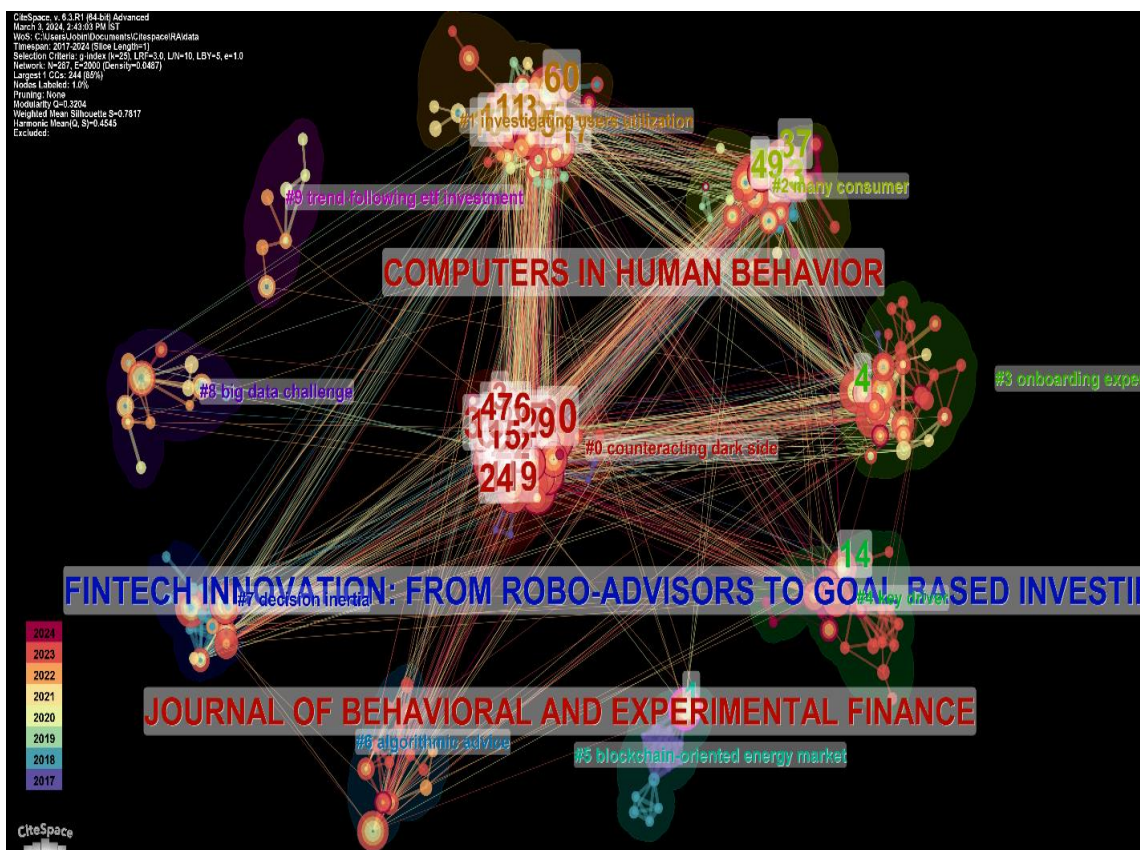 CiteSpace, v. 6.3.R1 (64-bit) Advanced
March 3, 2024, 2:43:03 PM IST
WoS: C:\Users\Jobin\Documents\Citespace\RA\data
Timespan: 2017-2024 (Slice Length=1)
Selection Criteria: g-index (k=25), LRF=3.0, L/N=10, LBY=5, e=1.0
Network: N=287, E=2000 (Density=0.0487)
Largest 1 CCs: 244 (85%)
Nodes Labeled: 1.0%
Pruning: None
Modularity Q=0.3204
Weighted Mean Silhouette S=0.7817
Harmonic Mean(Q, S)=0.4545
Excluded:
60
#1 investigating users utilization
37
49
#2 many consumer
#9 trend following etf investment
COMPUTERS IN HUMAN BEHAVIOR
4
#3 onboarding expe
#8 big data challenge
476
0
#0 counteracting dark side
24
19
14
FINTECH INNOVATION: FROM ROBO-ADVISORS TO GOAL BASED INVESTI
#7 decision inertia
#4 key driver
JOURNAL OF BEHAVIORAL AND EXPERIMENTAL FINANCE
#6 algorithmic advice
#5 blockchain-oriented energy market
2024
2023
2022
2021
2020
2019
2018
2017
CiteSpace